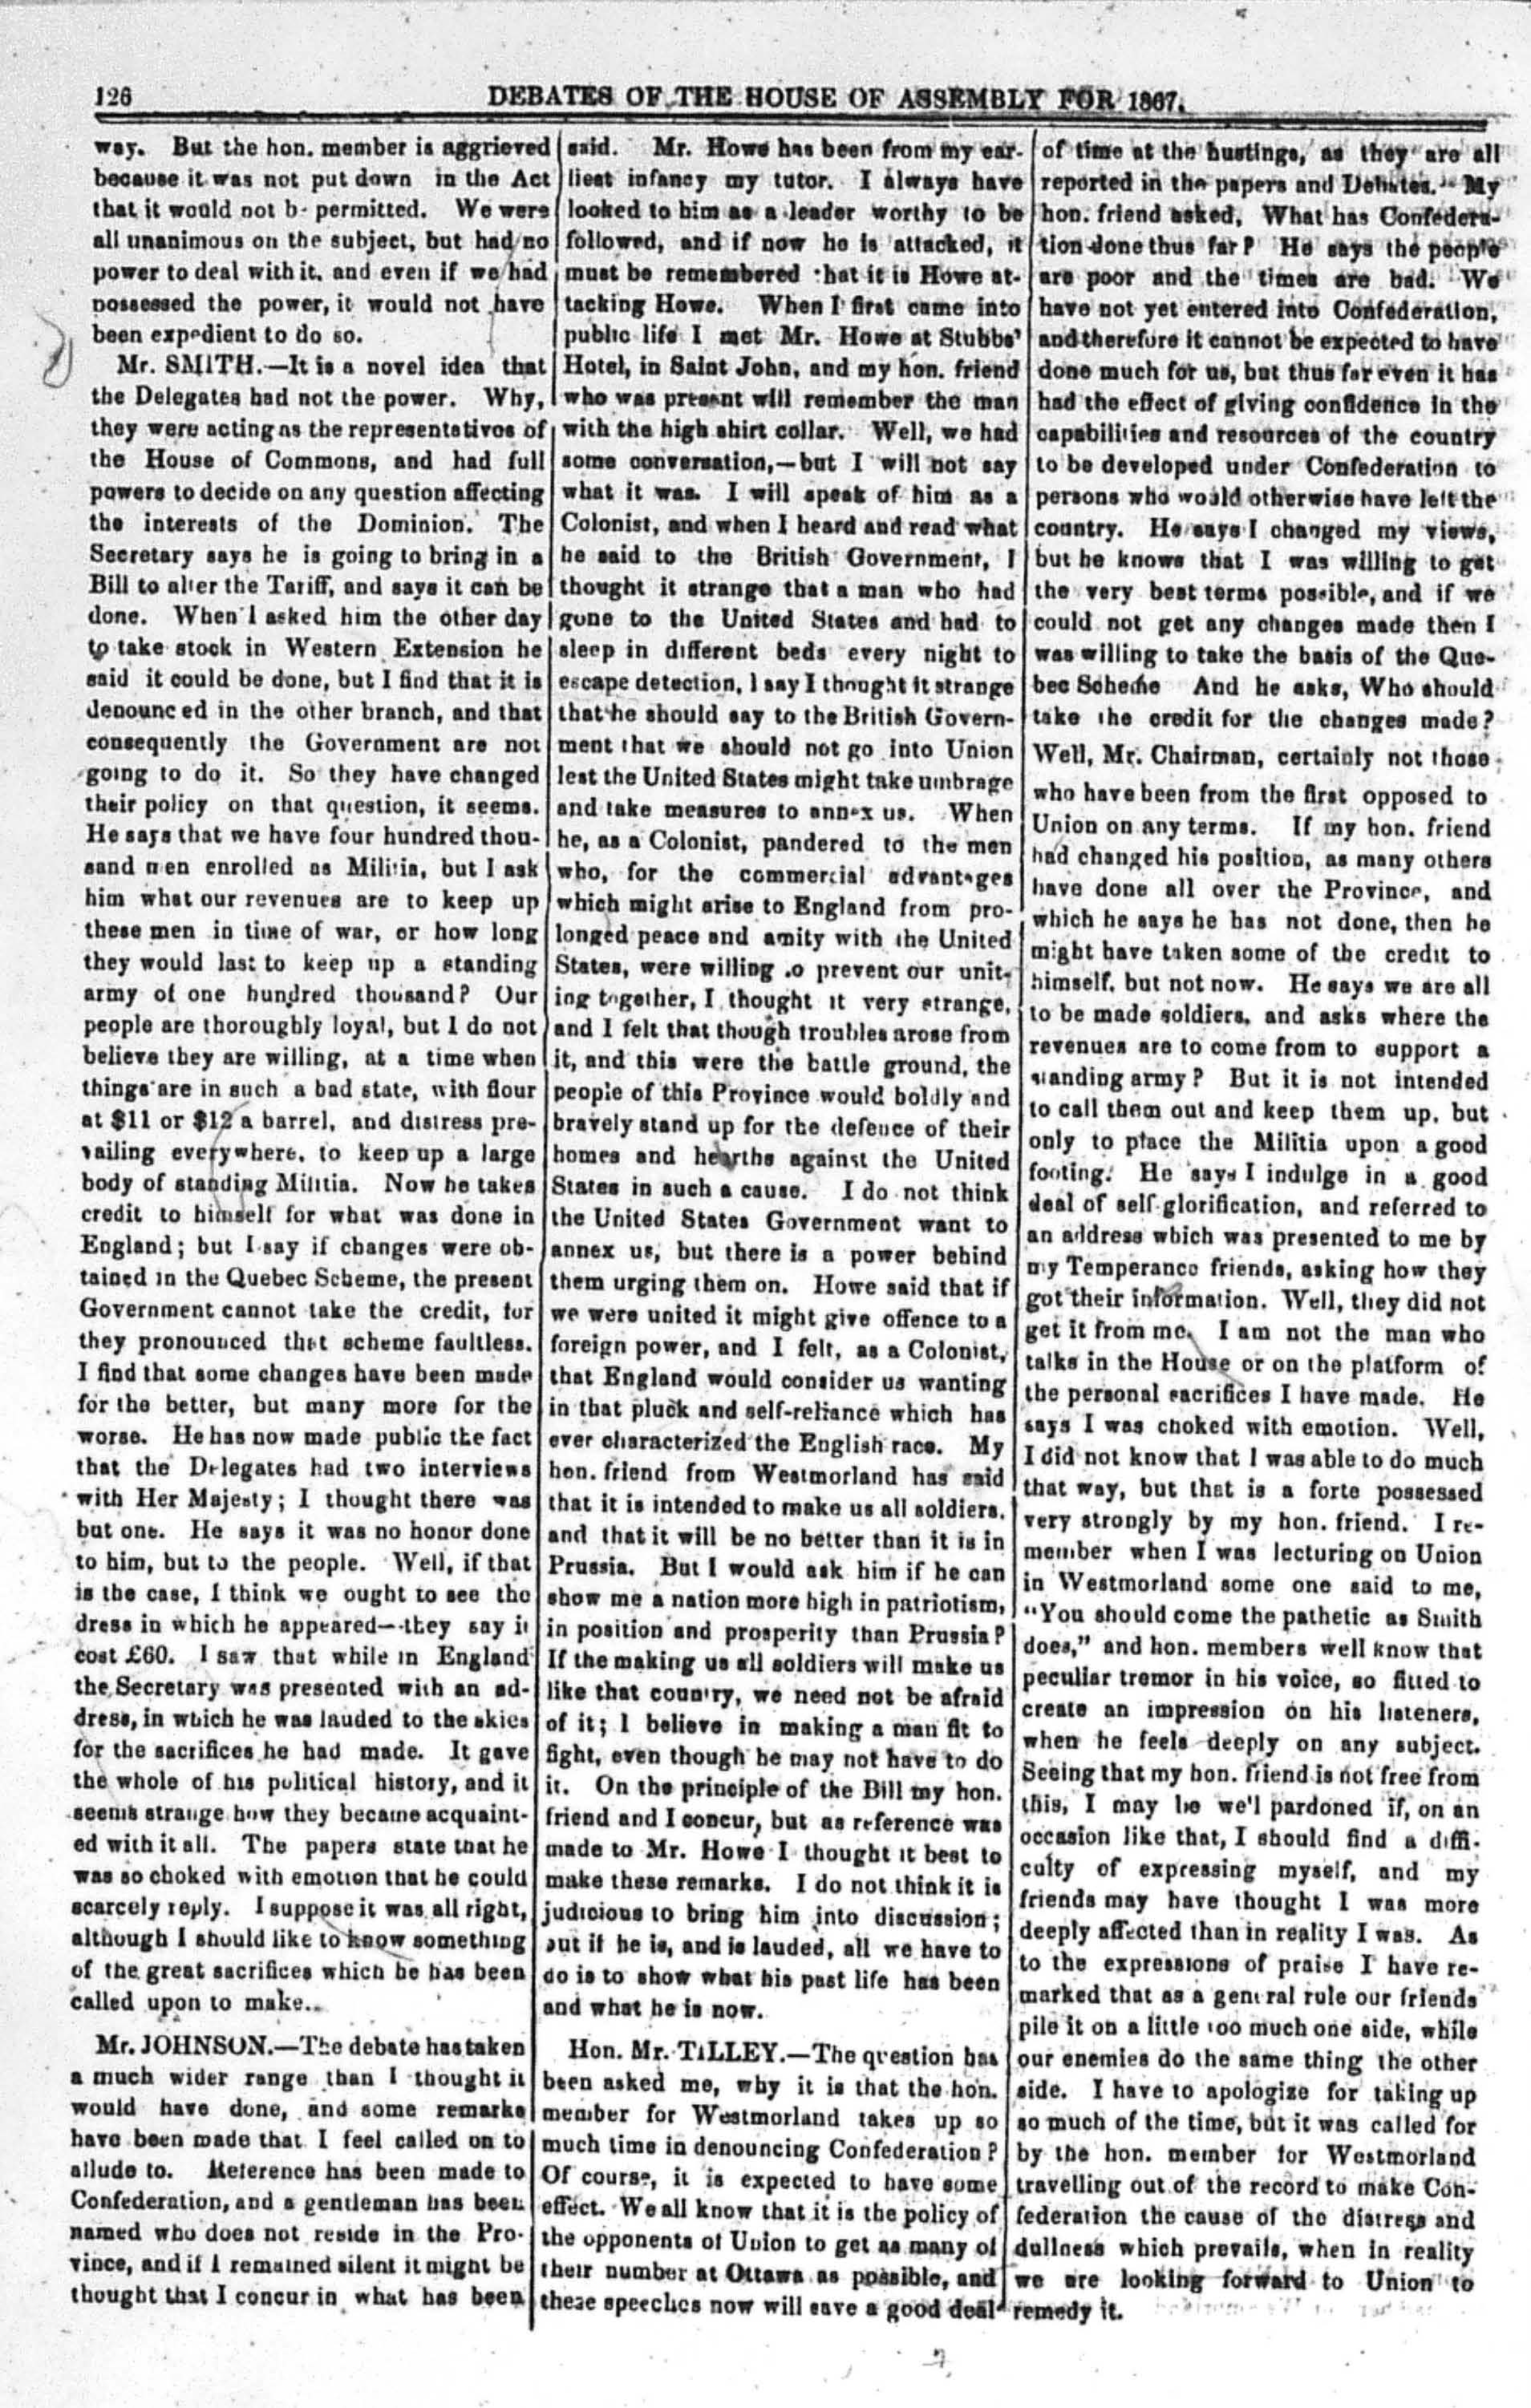 126
DEBATES OF THE HOUSE OF ASSEMBLY FOR 1867.
way. But the hon. member is aggrieved
because it was not put down in the Act
that it would not b- permitted. We were
all unanimous on the subject, but had no
power to deal with it, and even if we had
possessed the power, it would not have
been expedient to do so.
Mr. SMITH.—It is a novel idea that
the Delegates had not the power. Why,
they were acting as the representatives of
the House of Commons, and had full
powers to decide on any question affecting
the interests of the Dominion. The
Secretary says he is going to bring in a
Bill to alter the Tariff, and says it can be
done. When I asked him the other day
to take stock in Western Extension he
said it could be done, but I find that it is
denounced in the other branch, and that
consequently the Government are not
going to do it. So they have changed
their policy on that question, it seems.
He says that we have four hundred thou-
sand men enrolled as Militia, but I ask
him what our revenues are to keep up
these men in time of war, or how long
they would last to keep up a standing
army of one hundred thousand? Our
people are thoroughly loyal, but I do not
believe they are willing, at a time when
things are in such a bad state, with flour
at $11 or $12 a barrel, and distress pre-
vailing everywhere, to keep up a large
body of standing Militia. Now he takes
credit to himself for what was done in
England; but I say if changes were ob-
tained in the Quebec Scheme, the present
Government cannot take the credit, for
they pronounced that scheme faultless.
I find that some changes have been made
for the better, but many more for the
worse. He has now made public the fact
that the Delegates had two interviews
with Her Majesty; I thought there was
but one. He says it was no honor done
to him, but to the people. Well, if that
is the case, I think we ought to see the
dress in which he appeared—they say it
cost £60. I saw that while in England
the Secretary was presented with an ad-
dress, in which he was lauded to the skies
for the sacrifices he had made. It gave
the whole of his political history, and it
seems strange how they became acquaint-
ed with it all. The papers state that he
was so choked with emotion that he could
scarcely reply. I suppose it was all right,
although I should like to know something
of the great sacrifices which he has been
called upon to make.
Mr. JOHNSON.—The debate has taken
a much wider range than I thought it
would have done, and some remarks
have been made that I feel called on to
allude to. Reference has been made to
Confederation, and a gentleman has been
named who does not reside in the Pro-
vince, and if I remained silent it might be
thought that I concur in what has been
said. Mr. Howe has been from my ear-
liest infancy my tutor. I always have
looked to him as a leader worthy to be
followed, and if now he is attacked, it
must be remembered that it is Howe at-
tacking Howe. When I first came into
public life I met Mr. Howe at Stubbs'
Hotel, in Saint John, and my hon. friend
who was present will remember the man
with the high shirt collar. Well, we had
some conversation,—but I will not say
what it was. I will speak of him as a
Colonist, and when I heard and read what
he said to the British Government, I
thought it strange that a man who had
gone to the United States and had to
sleep in different beds every night to
escape detection, I say I thought it strange
that he should say to the British Govern-
ment that we should not go into Union
lest the United States might take umbrage
and take measures to annex us. When
he, as a Colonist, pandered to the men
who, for the commercial advantages
which might arise to England from pro-
longed peace and amity with the United
States, were willing to prevent our unit-
ing together, I thought it very strange,
and I felt that though troubles arose from
it, and this were the battle ground, the
people of this Province would boldly and
bravely stand up for the defence of their
homes and hearths against the United
States in such a cause. I do not think
the United States Government want to
annex us, but there is a power behind
them urging them on. Howe said that if
we were united it might give offence to a
foreign power, and I felt, as a Colonist,
that England would consider us wanting
in that pluck and self-reliance which has
ever characterized the English race. My
hon. friend from Westmorland has said
that it is intended to make us all soldiers,
and that it will be no better than it is in
Prussia. But I would ask him if he can
show me a nation more high in patriotism,
in position and prosperity than Prussia?
If the making us all soldiers will make us
like that country, we need not be afraid
of it; I believe in making a man fit to
fight, even though he may not have to do
it. On the principle of the Bill my hon.
friend and I concur, but as reference was
made to Mr. Howe I thought it best to
make these remarks. I do not think it is
judicious to bring him into discussion;
but if he is, and is lauded, all we have to
do is to show what his past life has been
and what he is now.
Hon. Mr. TILLEY.—The question has
been asked me, why it is that the hon.
member for Westmorland takes up so
much time in denouncing Confederation?
Of course, it is expected to have some
effect. We all know that it is the policy of
the opponents of Union to get as many of
their number at Ottawa as possible, and
these speeches now will save a good deal
of time at the hustings, as they are all
reported in the papers and Debates. My
hon. friend asked, What has Confedera-
tion done thus far? He says the people
are poor and the times are bad. We
have not yet entered into Confederation,
and therefore it cannot be expected to have
done much for us, but thus far even it has
had the effect of giving confidence in the
capabilities and resources of the country
to be developed under Confederation to
persons who would otherwise have left the
country. He says I changed my views,
but he knows that I was willing to get
the very best terms possible, and if we
could not get any changes made then I
was willing to take the basis of the Que-
bec Scheme And he asks, Who should
take the credit for the changes made?
Well, Mr. Chairman, certainly not those
who have been from the first opposed to
Union on any terms. If my hon. friend
had changed his position, as many others
have done all over the Province, and
which he says he has not done, then he
might have taken some of the credit to
himself, but not now. He says we are all
to be made soldiers, and asks where the
revenues are to come from to support a
standing army? But it is not intended
to call them out and keep them up, but
only to place the Militia upon a good
footing. He says I indulge in a good
deal of self-glorification, and referred to
an address which was presented to me by
my Temperance friends, asking how they
got their information. Well, they did not
get it from me. I am not the man who
talks in the House or on the platform of
the personal sacrifices I have made. He
says I was choked with emotion. Well,
I did not know that I was able to do much
that way, but that is a forte possessed
very strongly by my hon. friend. I re-
member when I was lecturing on Union
in Westmorland some one said to me,
"You should come the pathetic as Smith
does," and hon. members well know that
peculiar tremor in his voice, so fitted to
create an impression on his listeners,
when he feels deeply on any subject.
Seeing that my hon. friend is not free from
this, I may be we'l pardoned if, on an
occasion like that, I should find a diffi-
culty of expressing myself, and my
friends may have thought I was more
deeply affected than in reality I was. As
to the expressions of praise I have re-
marked that as a general rule our friends
pile it on a little too much one side, while
our enemies do the same thing the other
side. I have to apologize for taking up
so much of the time, but it was called for
by the hon. member for Westmorland
travelling out of the record to make Con-
federation the cause of the distress and
dullness which prevails, when in reality
we are looking forward to Union to
remedy it.